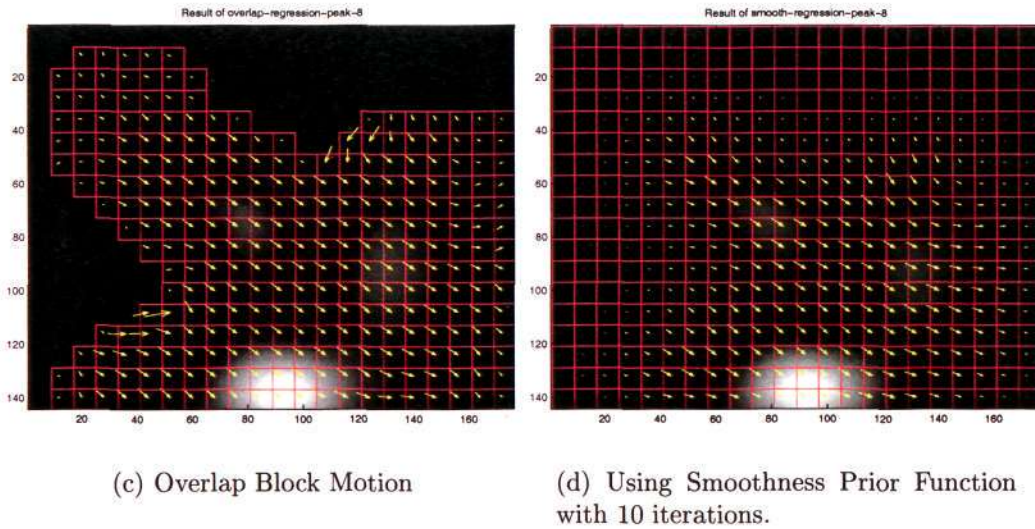 Result of overlap-regression-peak-8
20
40
60
80
100
120
140
20 40 60 80 100 120 140 160
(c) Overlap Block Motion
Result of smooth-regression-peak-8
20
40
60
80
100
120
140
20 40 60 80 100 120 140 160
(d) Using Smoothness Prior Function
with 10 iterations.